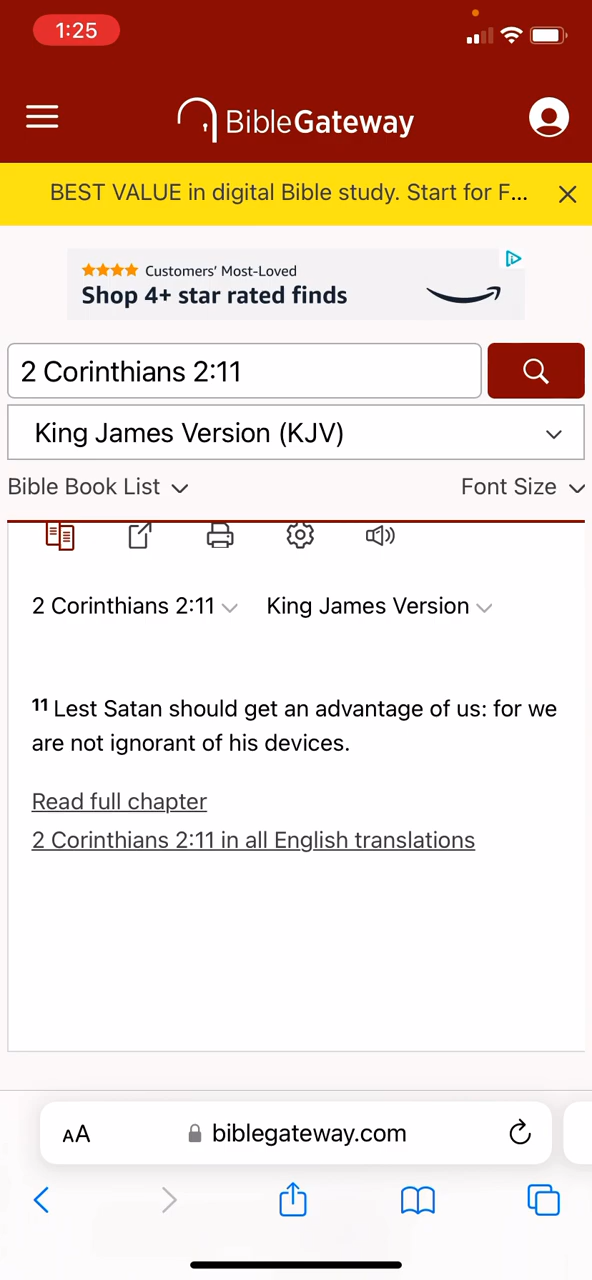 1:25
BibleGateway
BEST VALUE in digital Bible study. Start for F...
Customers' Most-Loved
Shop 4+ star rated finds
2 Corinthians 2:11
King James Version (KJV)
Bible Book List
Font Size
2 Corinthians 2:11
King James Version
11 Lest Satan should get an advantage of us: for we
are not ignorant of his devices.
Read full chapter
2 Corinthians 2:11 in all English translations
AA
biblegateway.com